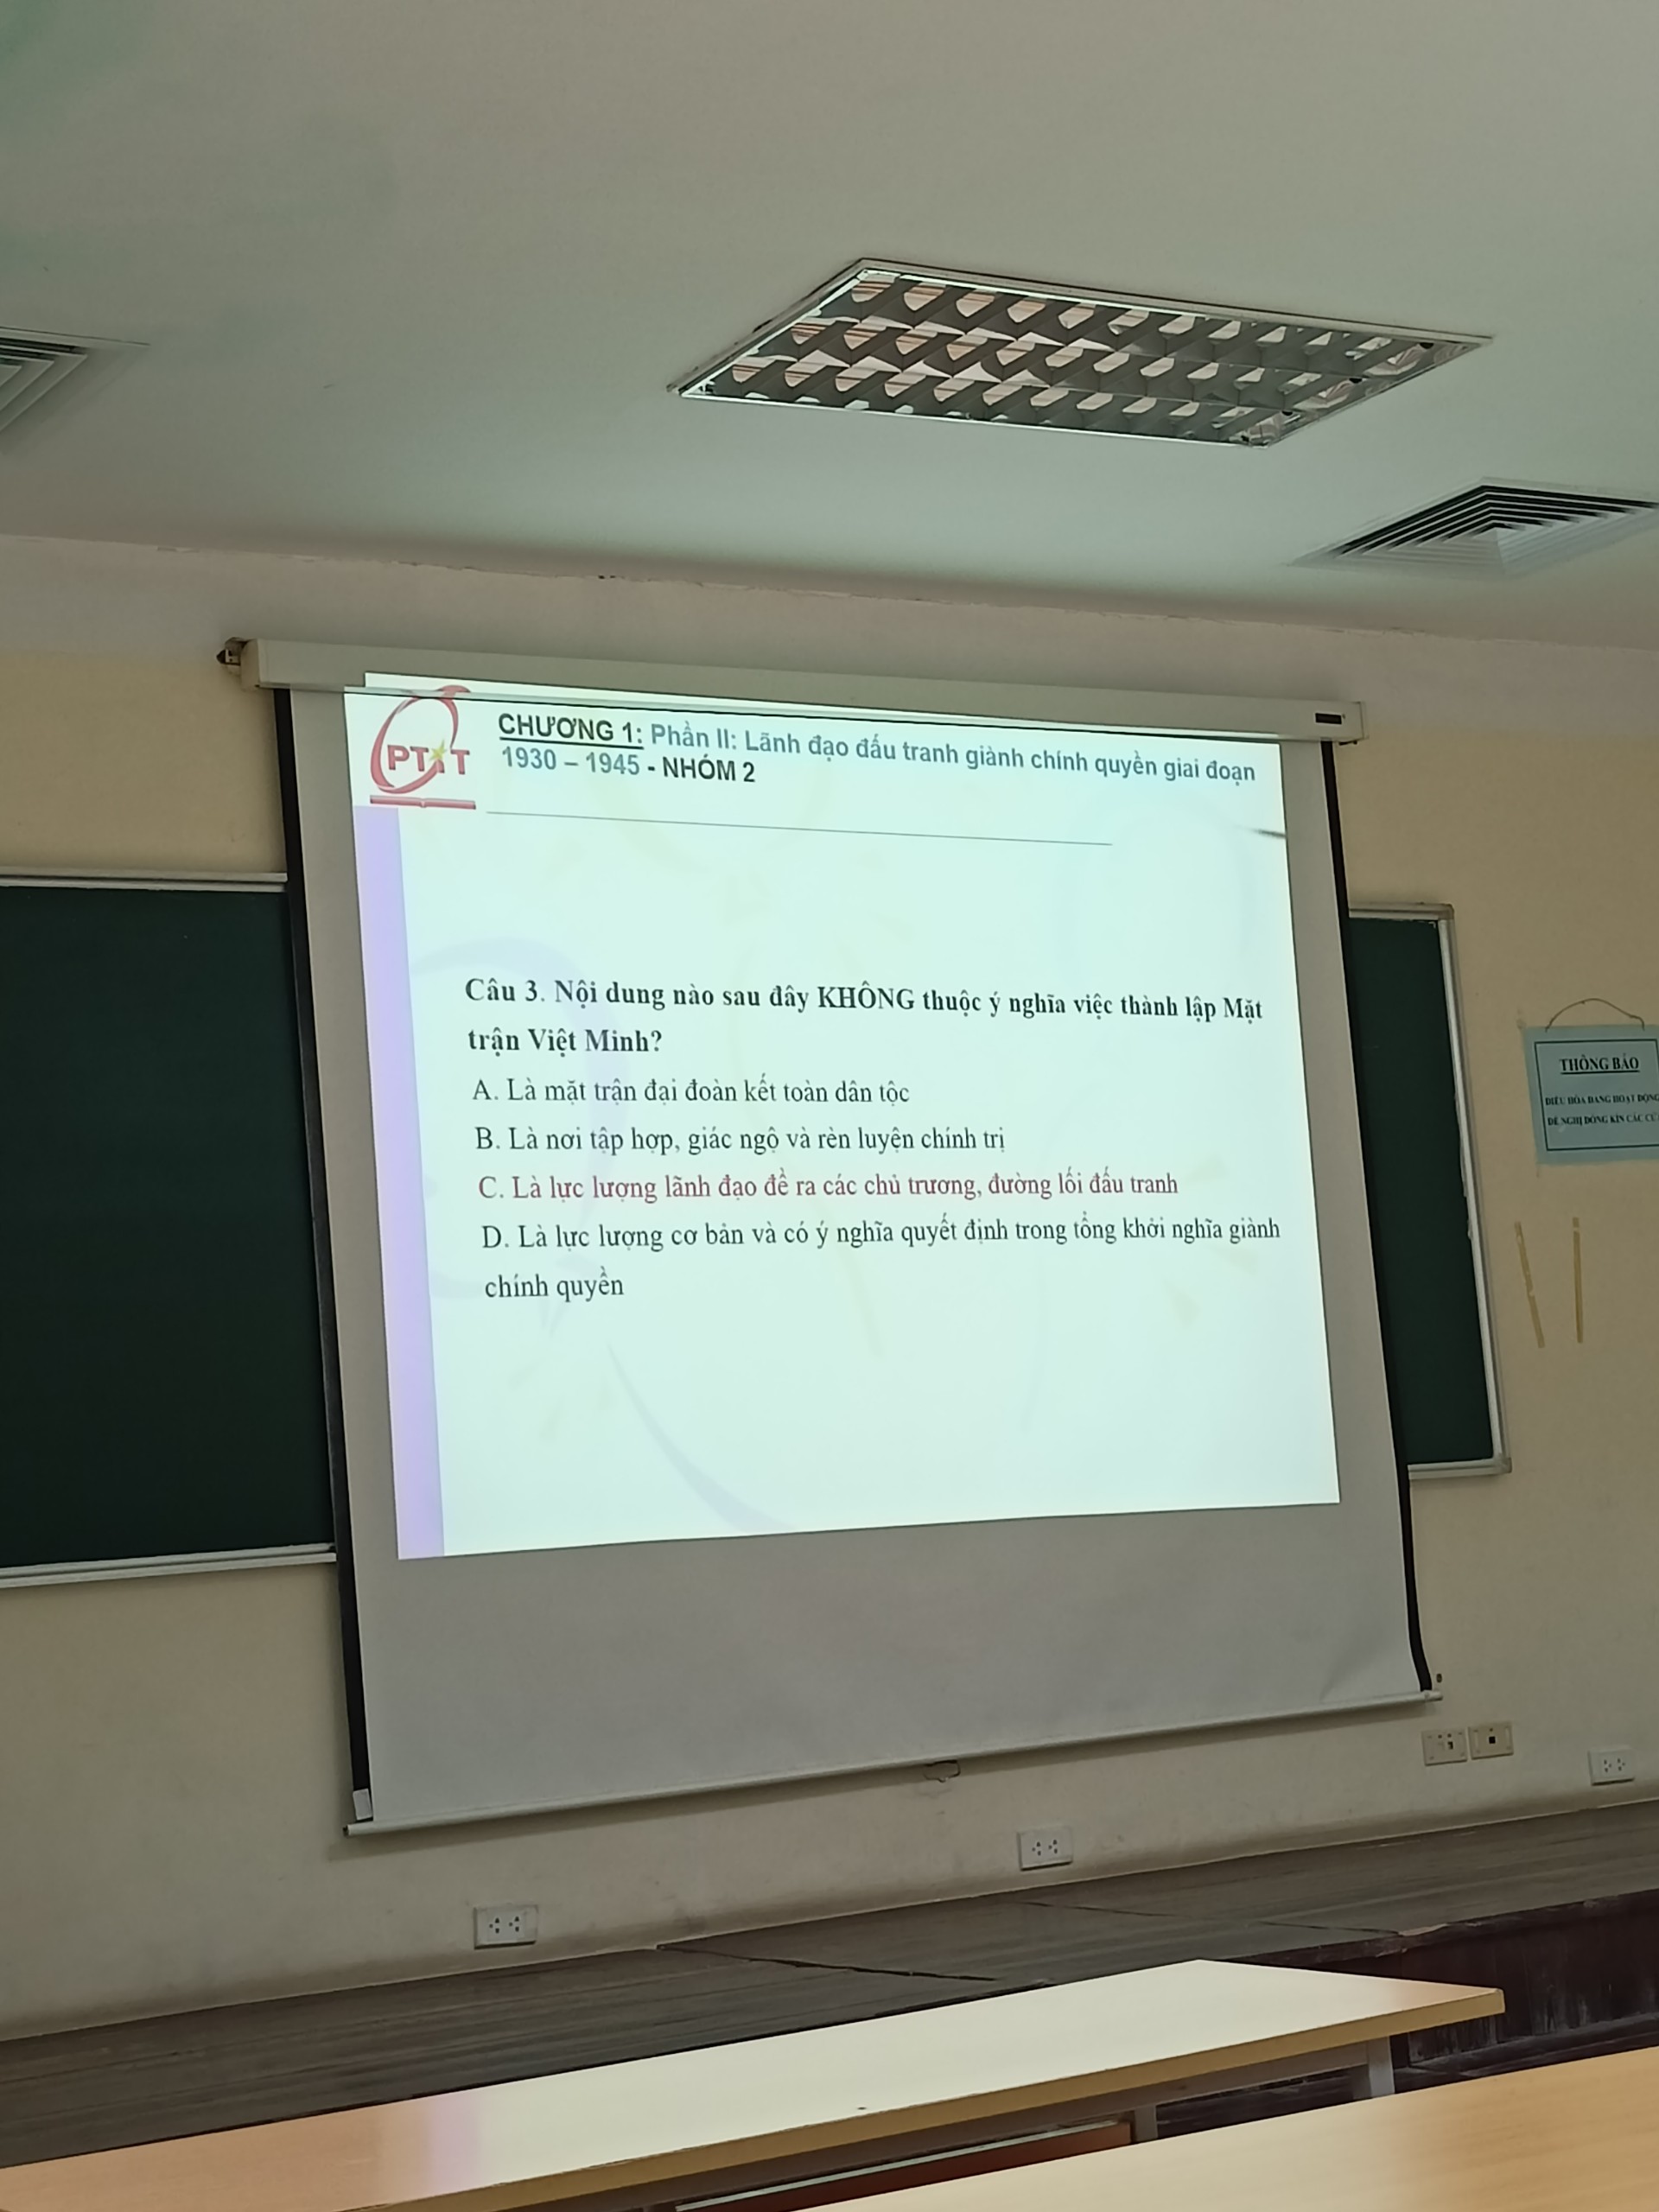 PTIT
CHƯƠNG 1: Phần II: Lãnh đạo đấu tranh giành chính quyền giai đoạn
1930 – 1945 - NHÓM 2
Câu 3. Nội dung nào sau đây KHÔNG thuộc ý nghĩa việc thành lập Mặt
trận Việt Minh?
A. Là mặt trận đại đoàn kết toàn dân tộc
B. Là nơi tập hợp, giác ngộ và rèn luyện chính trị
C. Là lực lượng lãnh đạo đề ra các chủ trương, đường lối đấu tranh
D. Là lực lượng cơ bản và có ý nghĩa quyết định trong tổng khởi nghĩa giành
chính quyền
THÔNG BÁO
ĐIỀU HÒA ĐANG HOẠT ĐỘNG
ĐỀ NGHỊ ĐÓNG KÍN CÁC